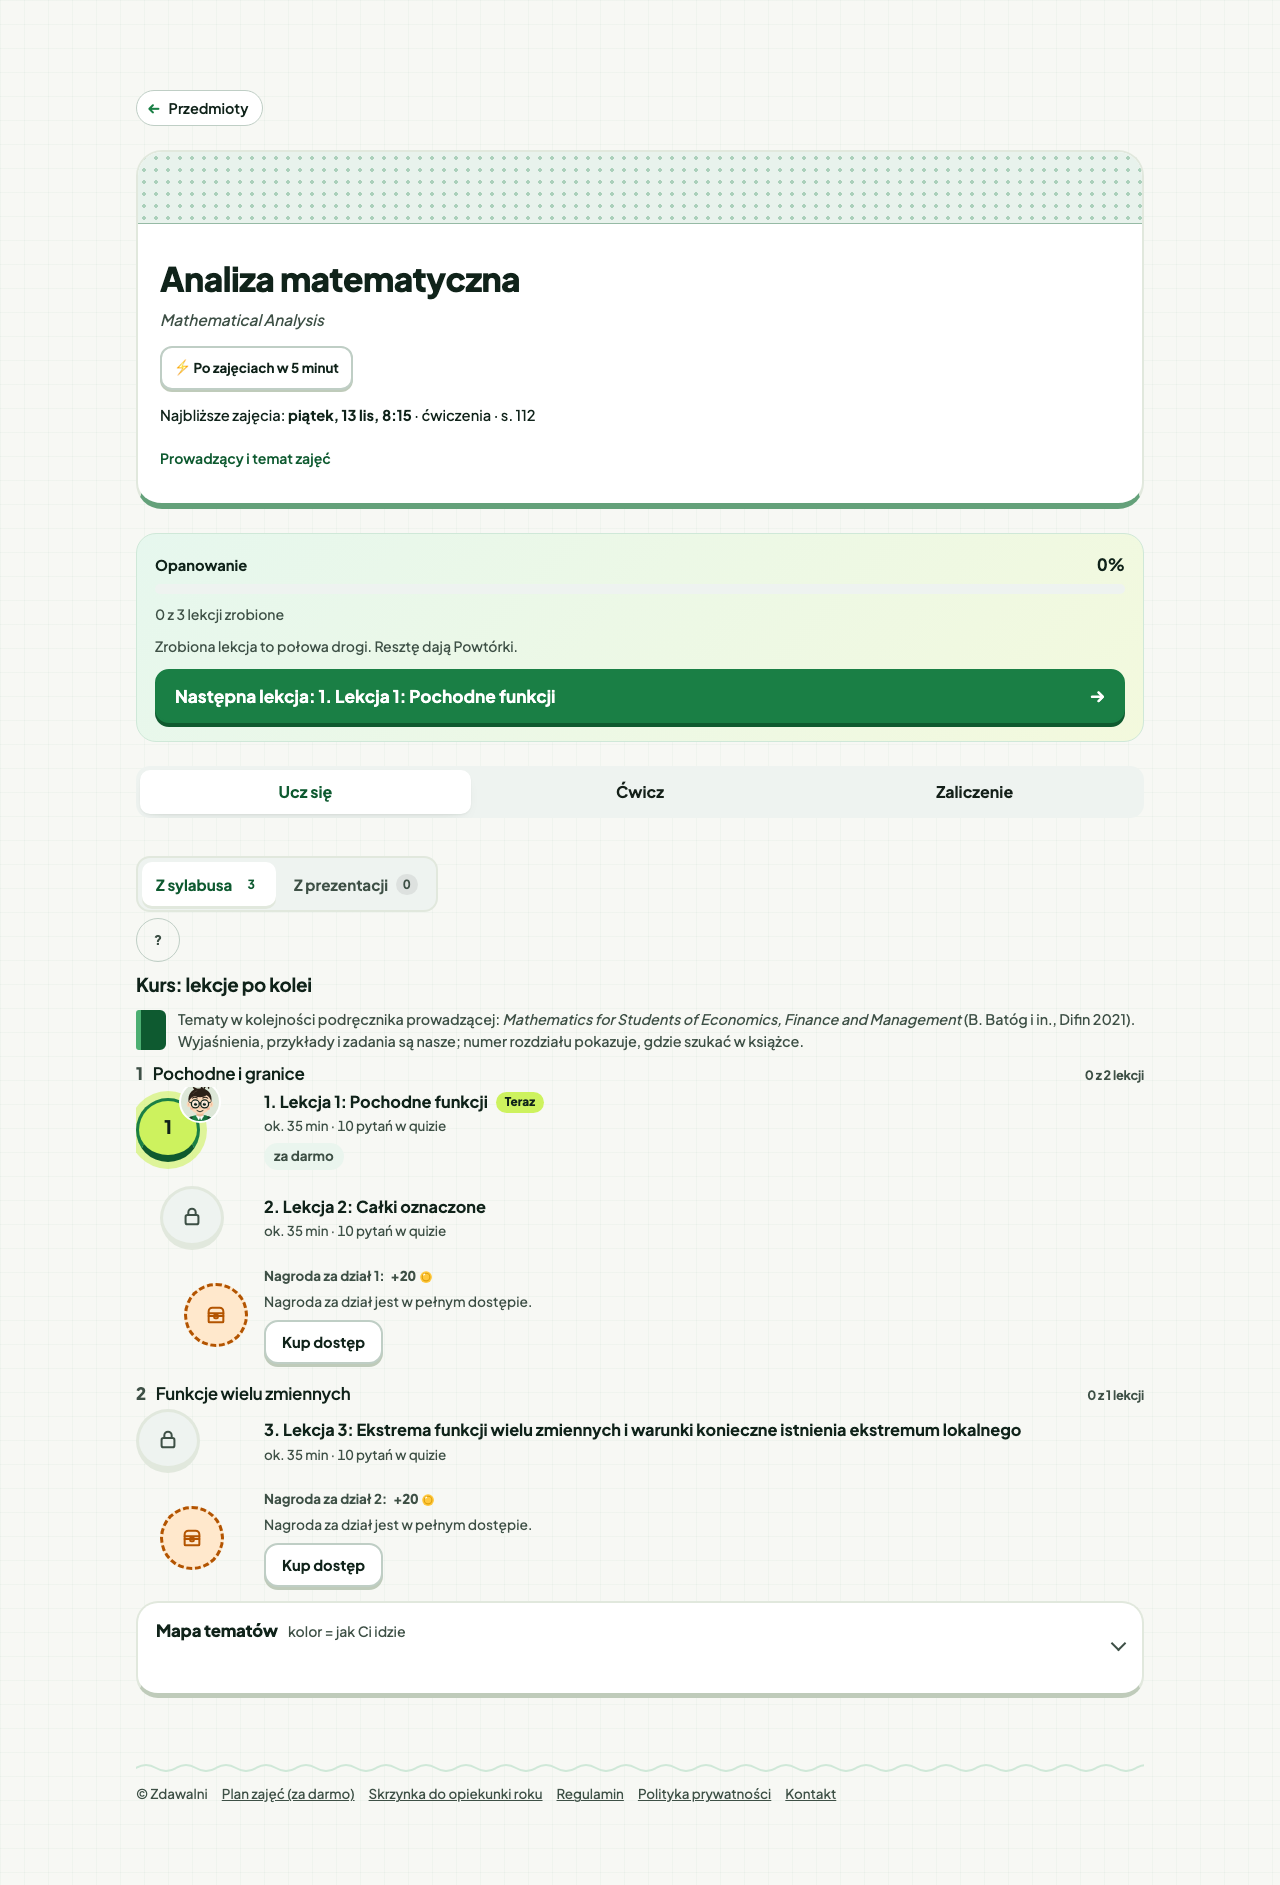 ← Przedmioty
Analiza matematyczna
Mathematical Analysis
⚡ Po zajęciach w 5 minut
Najbliższe zajęcia: piątek, 13 lis, 8:15 · ćwiczenia · s. 112
Prowadzący i temat zajęć
Opanowanie 0%
0 z 3 lekcji zrobione
Zrobiona lekcja to połowa drogi. Resztę dają Powtórki.
Następna lekcja: 1. Lekcja 1: Pochodne funkcji →
Ucz się Ćwicz Zaliczenie
Z sylabusa 3 Z prezentacji 0
?
Kurs: lekcje po kolei
Tematy w kolejności podręcznika prowadzącej: Mathematics for Students of Economics, Finance and Management (B. Batóg i in., Difin 2021).
Wyjaśnienia, przykłady i zadania są nasze; numer rozdziału pokazuje, gdzie szukać w książce.
1 Pochodne i granice 0 z 2 lekcji
1
1. Lekcja 1: Pochodne funkcji Teraz
ok. 35 min · 10 pytań w quizie
za darmo
2. Lekcja 2: Całki oznaczone
ok. 35 min · 10 pytań w quizie
Nagroda za dział 1: +20
Nagroda za dział jest w pełnym dostępie.
Kup dostęp
2 Funkcje wielu zmiennych 0 z 1 lekcji
3. Lekcja 3: Ekstrema funkcji wielu zmiennych i warunki konieczne istnienia ekstremum lokalnego
ok. 35 min · 10 pytań w quizie
Nagroda za dział 2: +20
Nagroda za dział jest w pełnym dostępie.
Kup dostęp
Mapa tematów kolor = jak Ci idzie
© Zdawalni Plan zajęć (za darmo) Skrzynka do opiekunki roku Regulamin Polityka prywatności Kontakt